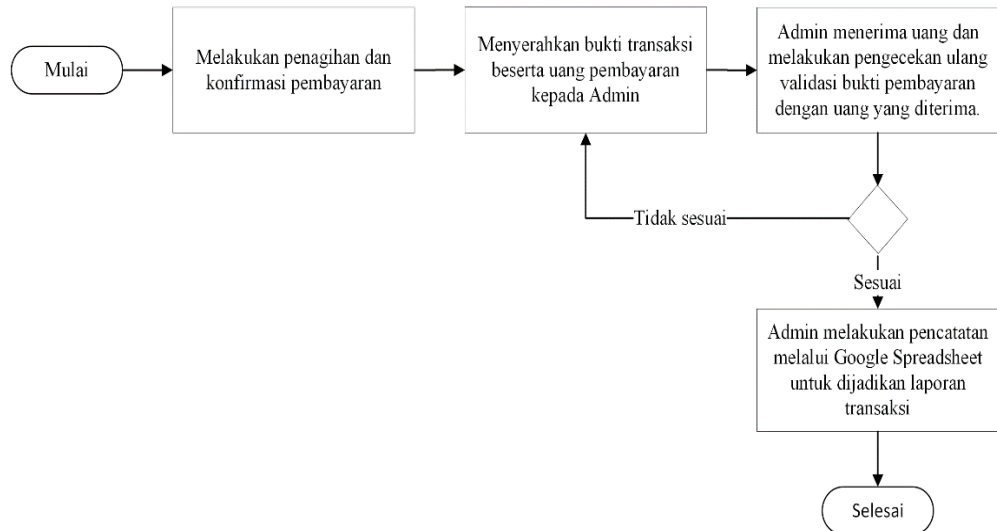 Mulai
Melakukan penagihan dan
konfirmasi pembayaran
Menyerahkan bukti transaksi
beserta uang pembayaran
kepada Admin
Admin menerima uang dan
melakukan pengecekan ulang
validasi bukti pembayaran
dengan uang yang diterima.
Tidak sesuai
Sesuai
Admin melakukan pencatatan
melalui Google Spreadsheet
untuk dijadikan laporan
transaksi
Selesai